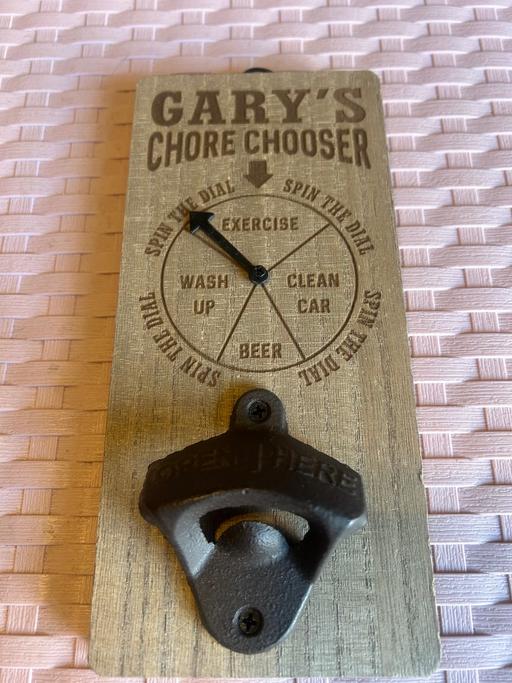 GARY'S
CHORE CHOOSER
SPIN THE DIAL
SPIN THE DIAL
EXERCISE
WASH
UP
CLEAN
CAR
BEER
SPIN THE DIAL
SPIN THE DIAL
OPEN HERE